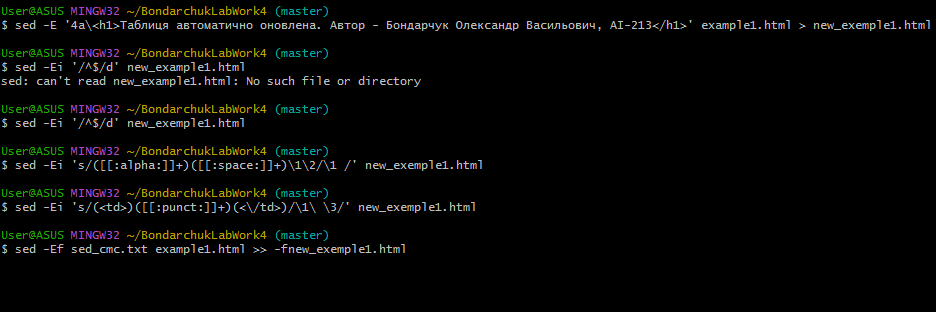 User@ASUS MINGW32 ~/BondarchukLabWork4 (master)
$ sed -E '4a\<h1>Таблиця автоматично оновлена. Автор - Бондарчук Олександр Васильович, АІ-213</h1>' example1.html > new_exemple1.html
User@ASUS MINGW32 ~/BondarchukLabWork4 (master)
$ sed -Ei '/^$/d' new_example1.html
sed: can't read new_example1.html: No such file or directory
User@ASUS MINGW32 ~/BondarchukLabWork4 (master)
$ sed -Ei '/^$/d' new_exemple1.html
User@ASUS MINGW32 ~/BondarchukLabWork4 (master)
$ sed -Ei 's/([[:alpha:]]+)([[:space:]]+)\1\2/\1 /' new_exemple1.html
User@ASUS MINGW32 ~/BondarchukLabWork4 (master)
$ sed -Ei 's/(<td>)([[:punct:]]+)(<\/td>)/\1\ \3/' new_exemple1.html
User@ASUS MINGW32 ~/BondarchukLabWork4 (master)
$ sed -Ef sed_cmc.txt example1.html >> -fnew_exemple1.html